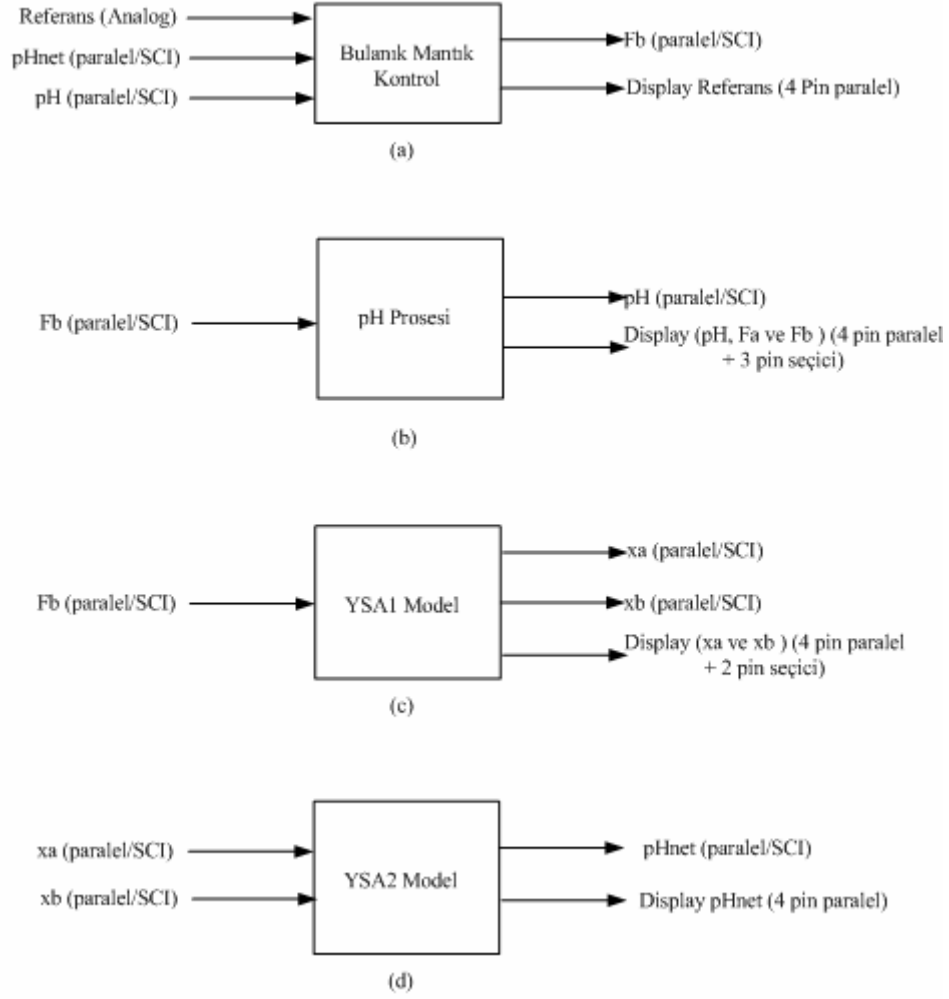 Referans (Analog)
pHnet (paralel/SCI)
pH (paralel/SCI)
Bulanık Mantık
Kontrol
Fb (paralel/SCI)
Display Referans (4 Pin paralel)
(a)
Fb (paralel/SCI)
pH Prosesi
pH (paralel/SCI)
Display (pH, Fa ve Fb ) (4 pin paralel
+ 3 pin seçici)
(b)
Fb (paralel/SCI)
YSA1 Model
xa (paralel/SCI)
xb (paralel/SCI)
Display (xa ve xb ) (4 pin paralel
+ 2 pin seçici)
(c)
xa (paralel/SCI)
xb (paralel/SCI)
YSA2 Model
pHnet (paralel/SCI)
Display pHnet (4 pin paralel)
(d)